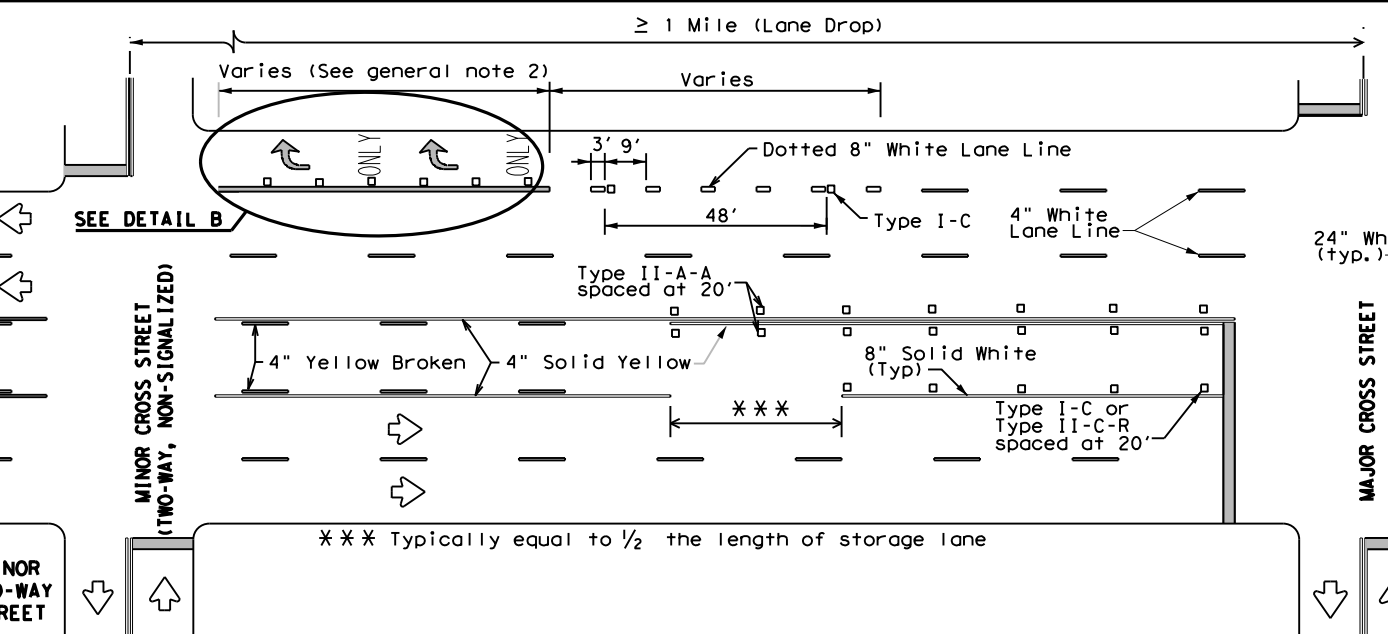 ≥ 1 Mile (Lane Drop)
Varies (See general note 2)
Varies
ONLY
ONLY
3'
9'
Dotted 8" White Lane Line
SEE DETAIL B
48'
Type I-C
4" White
Lane Line
24" Wh
(typ.)
Type II-A-A
spaced at 20'
MINOR CROSS STREET
(TWO-WAY, NON-SIGNALIZED)
4" Yellow Broken
4" Solid Yellow
8" Solid White
(Typ)
MAJOR CROSS STREET
***
Type I-C or
Type II-C-R
spaced at 20'
*** Typically equal to ½ the length of storage lane
NOR
O-WAY
REET